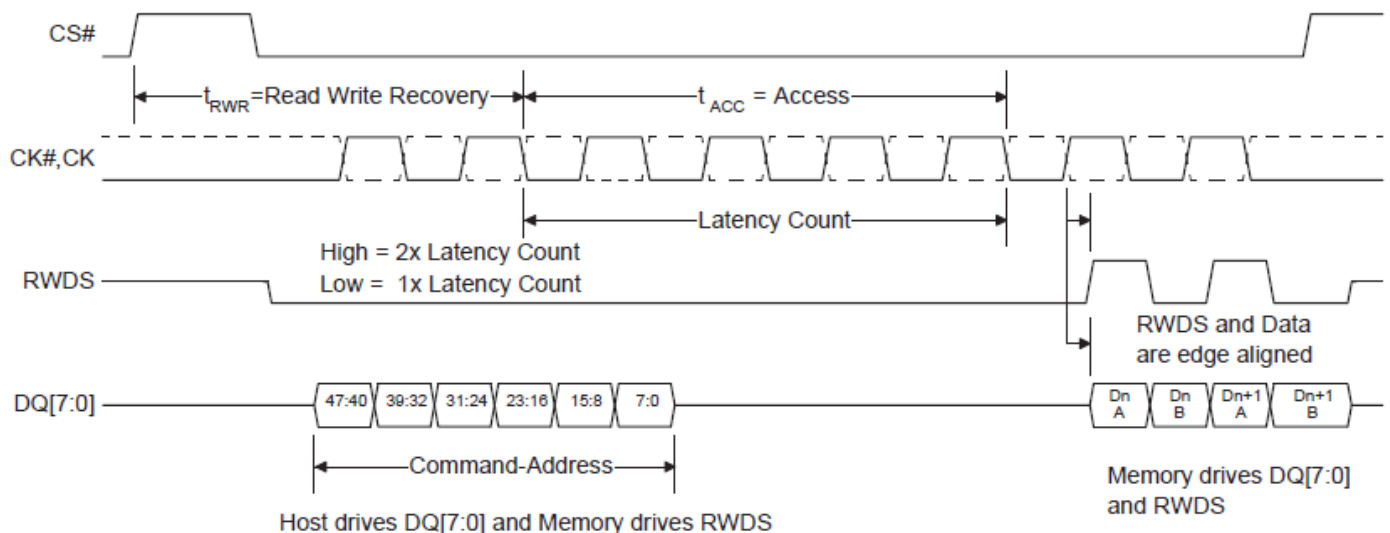 CS#
tRWR=Read Write Recovery
tACC = Access
CK#,CK
Latency Count
High = 2x Latency Count
Low = 1x Latency Count
RWDS
RWDS and Data
are edge aligned
DQ[7:0]
47:40 39:32 31:24 23:16 15:8 7:0
Dn A
Dn B
Dn+1 A
Dn+1 B
Command-Address
Memory drives DQ[7:0]
and RWDS
Host drives DQ[7:0] and Memory drives RWDS